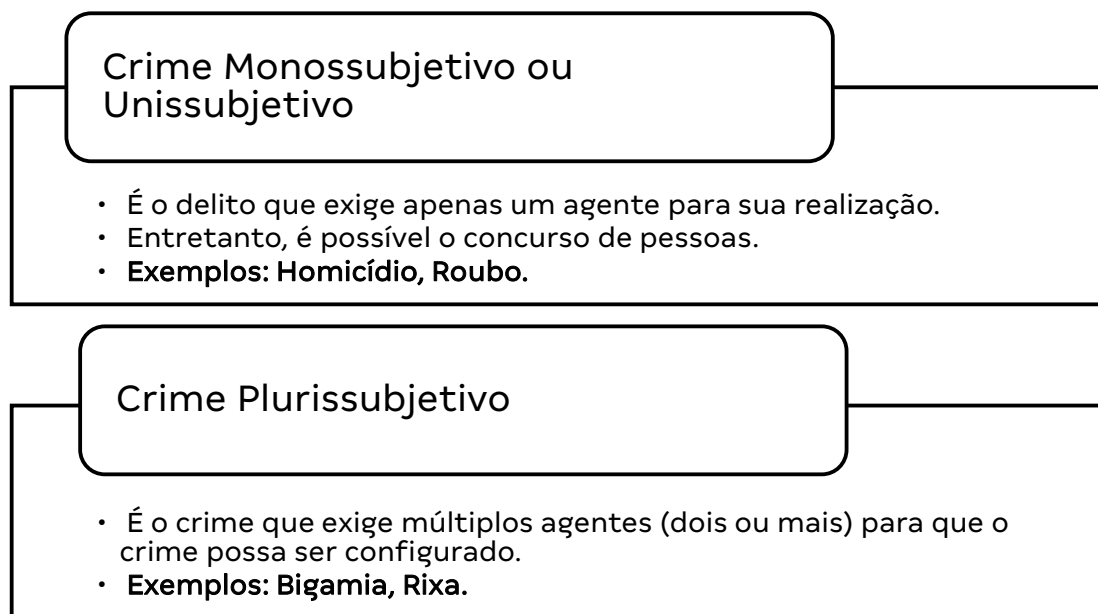 Crime Monossubjetivo ou
Unissubjetivo
• É o delito que exige apenas um agente para sua realização.
• Entretanto, é possível o concurso de pessoas.
• Exemplos: Homicídio, Roubo.
Crime Plurissubjetivo
• É o crime que exige múltiplos agentes (dois ou mais) para que o
crime possa ser configurado.
• Exemplos: Bigamia, Rixa.